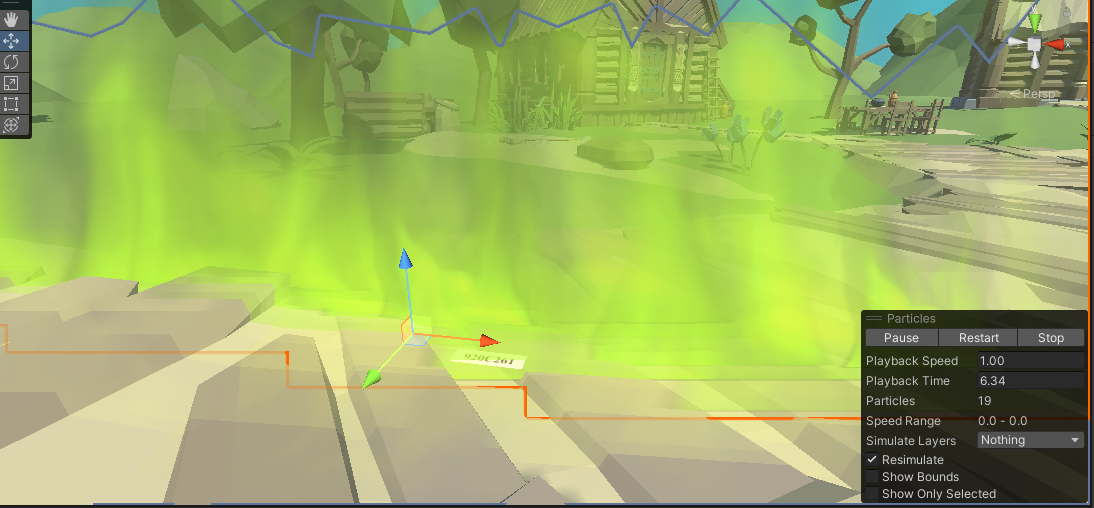 x
Persp
920C261
Particles
Pause Restart Stop
Playback Speed 1.00
Playback Time 6.34
Particles 19
Speed Range 0.0 - 0.0
Simulate Layers Nothing
Resimulate
Show Bounds
Show Only Selected